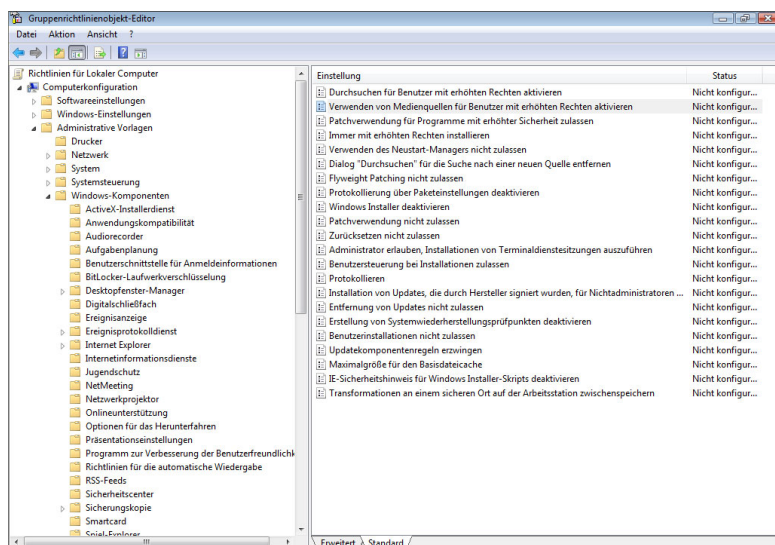 Gruppenrichtlinienobjekt-Editor
Datei Aktion Ansicht ?
Richtlinien für Lokaler Computer
Computerkonfiguration
Softwareeinstellungen
Windows-Einstellungen
Administrative Vorlagen
Drucker
Netzwerk
System
Systemsteuerung
Windows-Komponenten
ActiveX-Installerdienst
Anwendungskompatibilität
Audiorecorder
Aufgabenplanung
Benutzerschnittstelle für Anmeldeinformationen
BitLocker-Laufwerkverschlüsselung
Desktopfenster-Manager
Digitalschließfach
Ereignisanzeige
Ereignisprotokolldienst
Internet Explorer
Internetinformationsdienste
Jugendschutz
NetMeeting
Netzwerkprojektor
Onlineunterstützung
Optionen für das Herunterfahren
Präsentationseinstellungen
Programm zur Verbesserung der Benutzerfreundlichk
Richtlinien für die automatische Wiedergabe
RSS-Feeds
Sicherheitscenter
Sicherungskopie
Smartcard
Spiel-Explorer
Einstellung Status
Durchsuchen für Benutzer mit erhöhten Rechten aktivieren Nicht konfigur...
Verwenden von Medienquellen für Benutzer mit erhöhten Rechten aktivieren Nicht konfigur...
Patchverwendung für Programme mit erhöhter Sicherheit zulassen Nicht konfigur...
Immer mit erhöhten Rechten installieren Nicht konfigur...
Verwenden des Neustart-Managers nicht zulassen Nicht konfigur...
Dialog "Durchsuchen" für die Suche nach einer neuen Quelle entfernen Nicht konfigur...
Flyweight Patching nicht zulassen Nicht konfigur...
Protokollierung über Paketeinstellungen deaktivieren Nicht konfigur...
Windows Installer deaktivieren Nicht konfigur...
Patchverwendung nicht zulassen Nicht konfigur...
Zurücksetzen nicht zulassen Nicht konfigur...
Administrator erlauben, Installationen von Terminaldienstesitzungen auszuführen Nicht konfigur...
Benutzersteuerung bei Installationen zulassen Nicht konfigur...
Protokollieren Nicht konfigur...
Installation von Updates, die durch Hersteller signiert wurden, für Nichtadministratoren ... Nicht konfigur...
Entfernung von Updates nicht zulassen Nicht konfigur...
Erstellung von Systemwiederherstellungsprüfpunkten deaktivieren Nicht konfigur...
Benutzerinstallationen nicht zulassen Nicht konfigur...
Updatekomponentenregeln erzwingen Nicht konfigur...
Maximalgröße für den Basisdateicache Nicht konfigur...
IE-Sicherheitshinweis für Windows Installer-Skripts deaktivieren Nicht konfigur...
Transformationen an einem sicheren Ort auf der Arbeitsstation zwischenspeichern Nicht konfigur...
Erweitert Standard